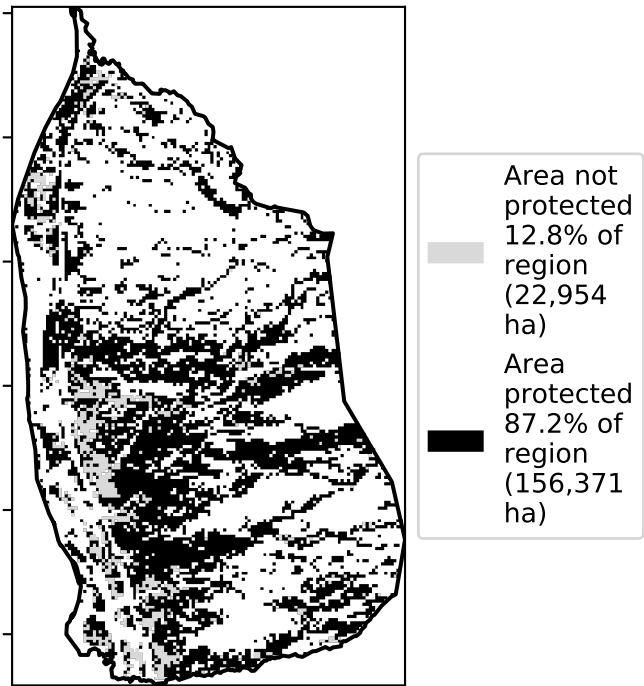 Area not
protected
12.8% of
region
(22,954
ha)
Area
protected
87.2% of
region
(156,371
ha)